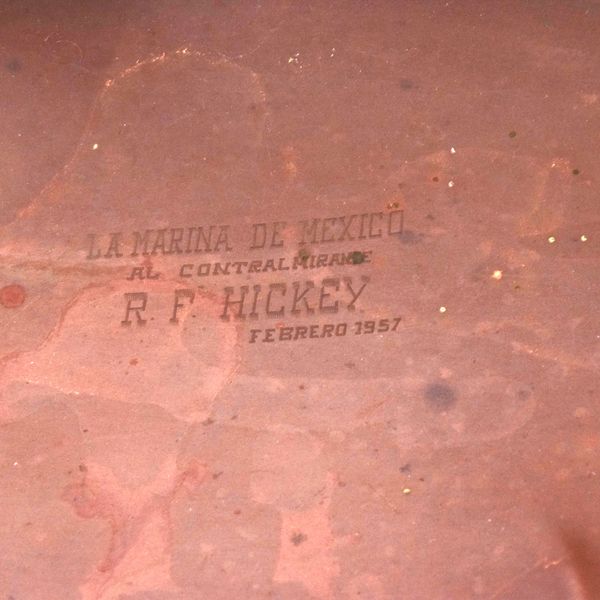 LA MARINA DE MEXICO
AL CONTRALMIRANTE
R F HICKEY
FEBRERO 1957